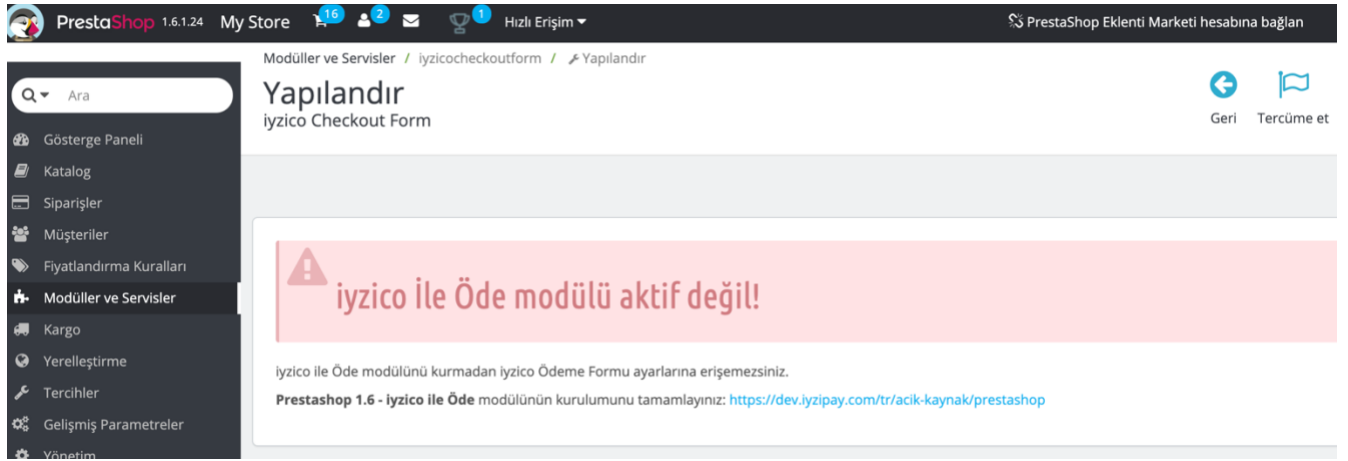 PrestaShop 1.6.1.24 My Store 16 2 1 Hızlı Erişim PrestaShop Eklenti Marketi hesabına bağlan
Modüller ve Servisler / iyzicocheckoutform / Yapılandır
Yapılandır
iyzico Checkout Form
Geri Tercüme et
Ara
Gösterge Paneli
Katalog
Siparişler
Müşteriler
Fiyatlandırma Kuralları
Modüller ve Servisler
Kargo
Yerelleştirme
Tercihler
Gelişmiş Parametreler
Yönetim
iyzico İle Öde modülü aktif değil!
iyzico ile Öde modülünü kurmadan iyzico Ödeme Formu ayarlarına erişemezsiniz.
Prestashop 1.6 - iyzico ile Öde modülünün kurulumunu tamamlayınız: https://dev.iyzipay.com/tr/acik-kaynak/prestashop